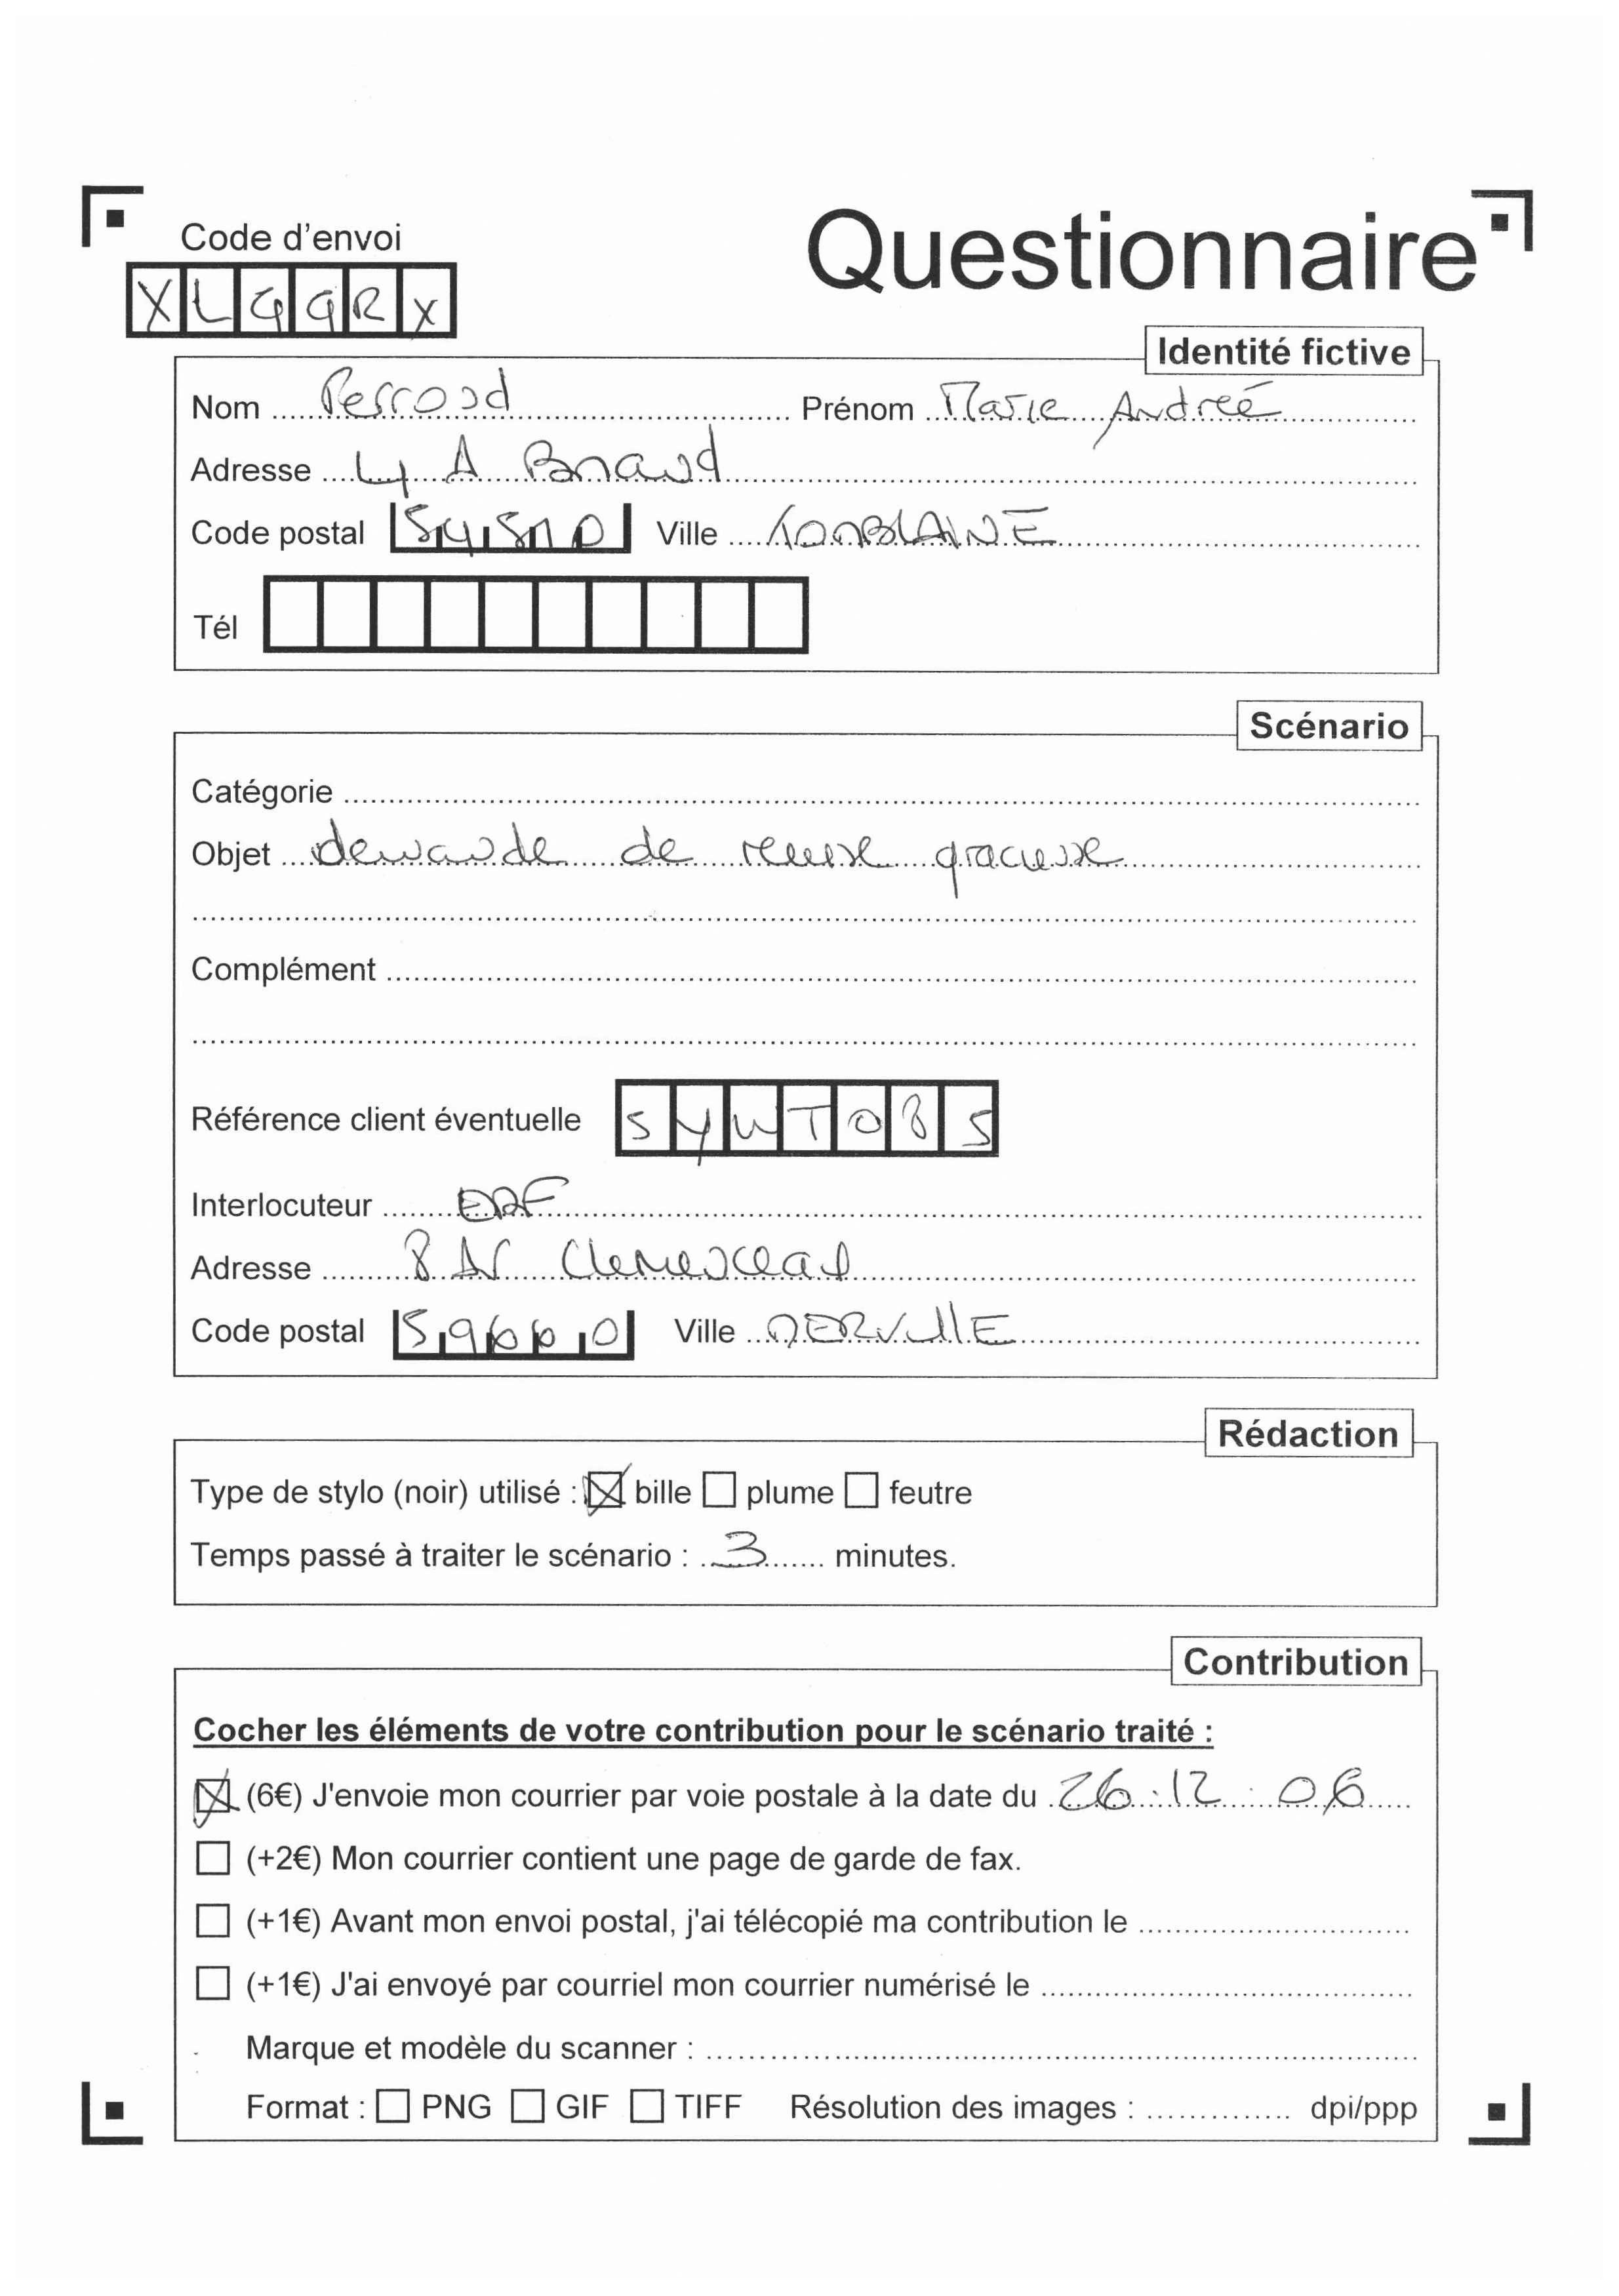 Code d'envoi
Questionnaire
XLGGRX
Identité fictive
Nom Perrood Prénom Marie Andreé
Adresse 4 A Briand
Code postal 54510 Ville TOMBLAINE
Tél
Scénario
Catégorie
Objet demande de remise gracieuse
Complément
Référence client éventuelle SYNT085
Interlocuteur EDF
Adresse 8 AV Clemenceau
Code postal 59660 Ville MERVILLE
Rédaction
Type de stylo (noir) utilisé : bille plume feutre
Temps passé à traiter le scénario : 3 minutes.
Contribution
Cocher les éléments de votre contribution pour le scénario traité :
(6€) J'envoie mon courrier par voie postale à la date du 26.12.06
(+2€) Mon courrier contient une page de garde de fax.
(+1€) Avant mon envoi postal, j'ai télécopié ma contribution le
(+1€) J'ai envoyé par courriel mon courrier numérisé le
Marque et modèle du scanner :
Format : PNG GIF TIFF Résolution des images : dpi/ppp